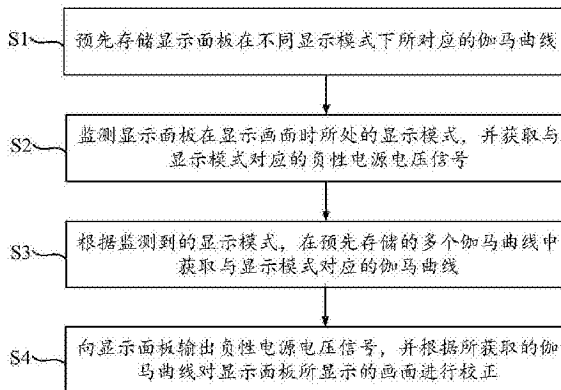 S1
预先存储显示面板在不同显示模式下所对应的伽马曲线
S2
监测显示面板在显示画面时所处的显示模式，并获取与
显示模式对应的负性电源电压信号
S3
根据监测到的显示模式，在预先存储的多个伽马曲线中
获取与显示模式对应的伽马曲线
S4
向显示面板输出负性电源电压信号，并根据所获取的伽
马曲线对显示面板所显示的画面进行校正